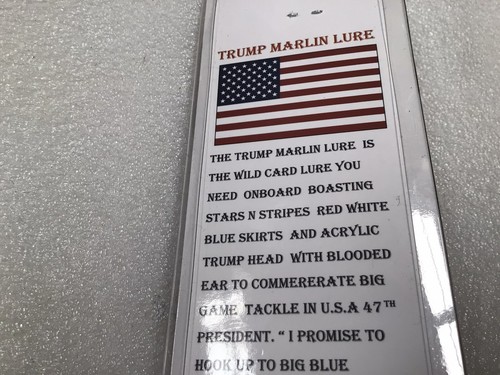 TRUMP MARLIN LURE
THE TRUMP MARLIN LURE IS
THE WILD CARD LURE YOU
NEED ONBOARD BOASTING
STARS N STRIPES RED WHITE
BLUE SKIRTS AND ACRYLIC
TRUMP HEAD WITH BLOODED
EAR TO COMMERERATE BIG
GAME TACKLE IN U.S.A 47TH
PRESIDENT. “ I PROMISE TO
HOOK UP TO BIG BLUE